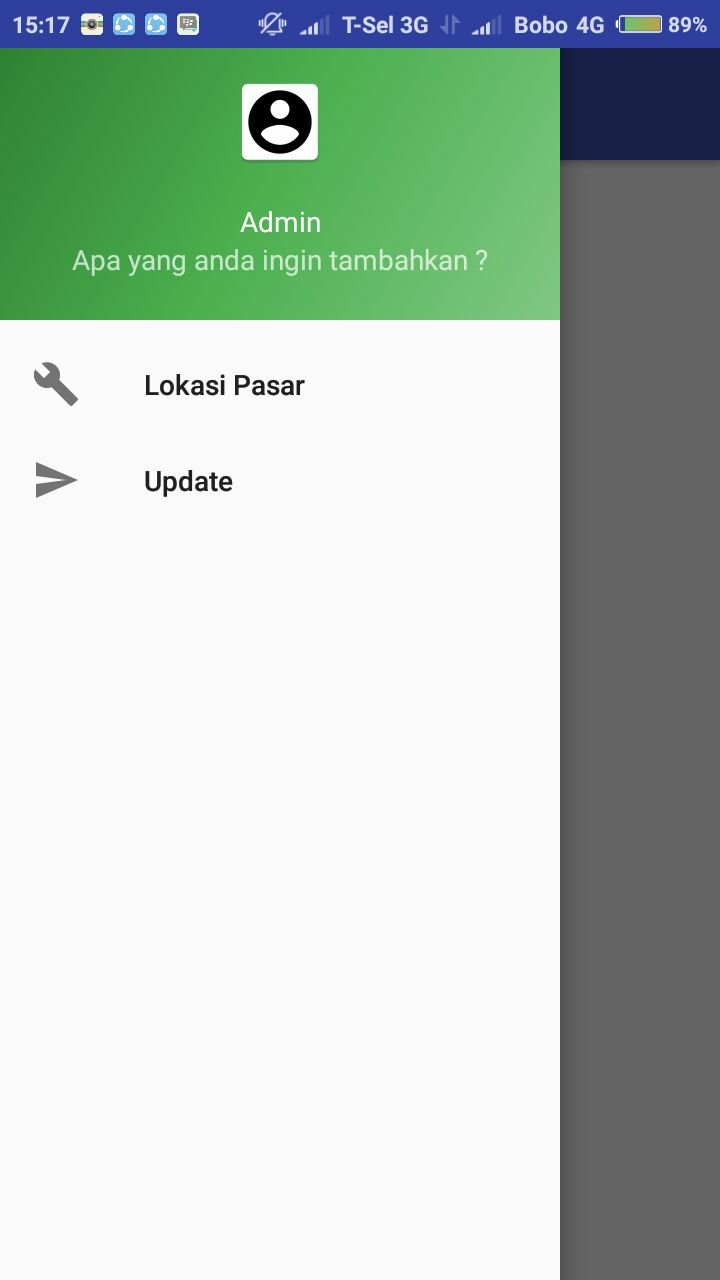 15:17 T-Sel 3G Bobo 4G 89%
Admin
Apa yang anda ingin tambahkan ?
Lokasi Pasar
Update